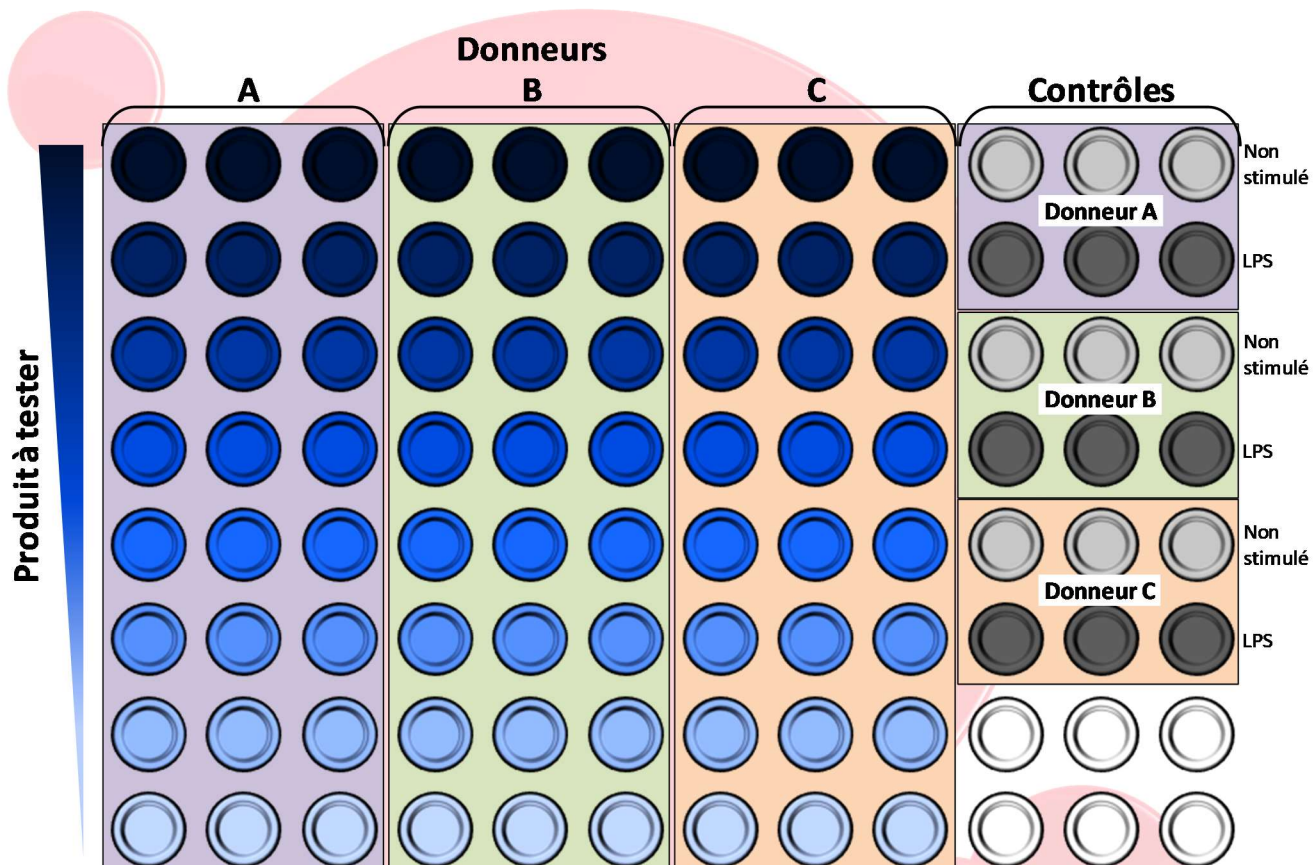 Donneurs
A
B
C
Contrôles
Non
stimulé
Donneur A
LPS
Non
stimulé
Donneur B
LPS
Non
stimulé
Donneur C
LPS
Produit à tester